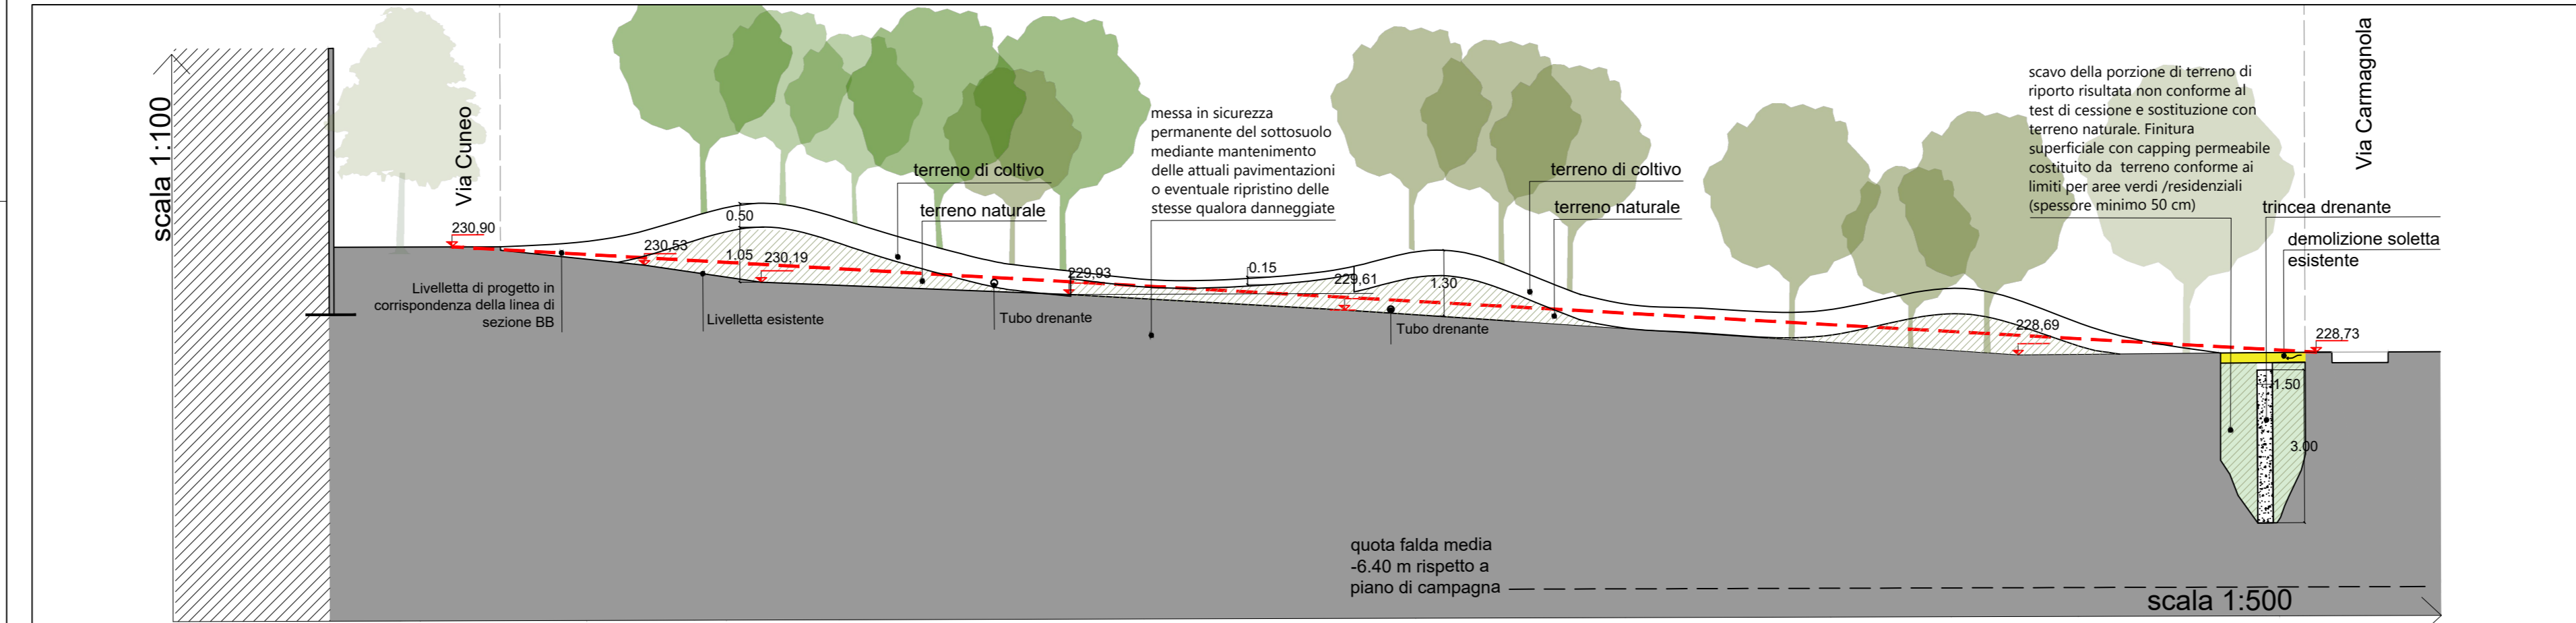 scala 1:100
Via Cuneo
230,90
Livelletta di progetto in
corrispondenza della linea di
sezione BB
230,53
0.50
1.05
230,19
Livelletta esistente
terreno di coltivo
terreno naturale
Tubo drenante
229,93
messa in sicurezza
permanente del sottosuolo
mediante mantenimento
delle attuali pavimentazioni
o eventuale ripristino delle
stesse qualora danneggiate
0.15
229,61
1.30
Tubo drenante
terreno di coltivo
terreno naturale
228,69
scavo della porzione di terreno di
riporto risultata non conforme al
test di cessione e sostituzione con
terreno naturale. Finitura
superficiale con capping permeabile
costituito da terreno conforme ai
limiti per aree verdi /residenziali
(spessore minimo 50 cm)
Via Carmagnola
trincea drenante
demolizione soletta
esistente
228,73
1.50
3.00
quota falda media
-6.40 m rispetto a
piano di campagna
scala 1:500